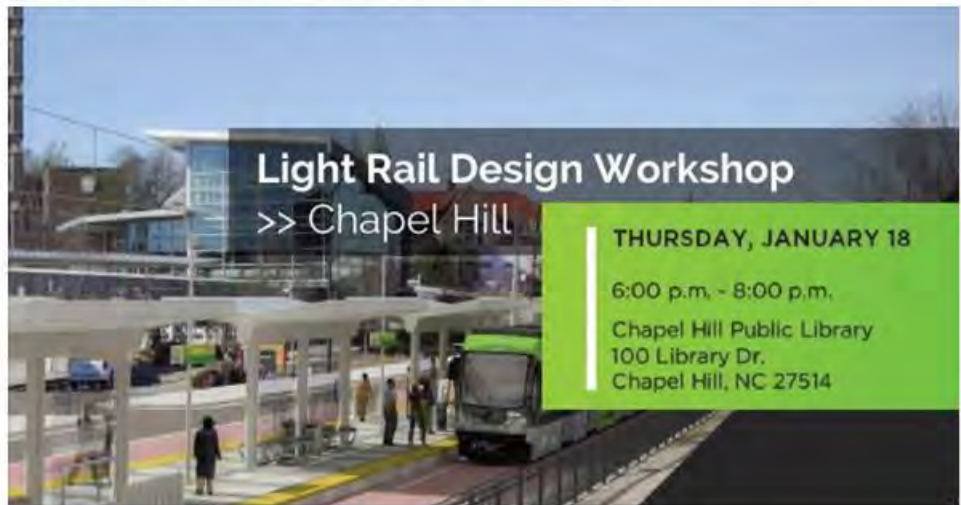 Light Rail Design Workshop
>> Chapel Hill
THURSDAY, JANUARY 18
6:00 p.m. - 8:00 p.m.
Chapel Hill Public Library
100 Library Dr.
Chapel Hill, NC 27514